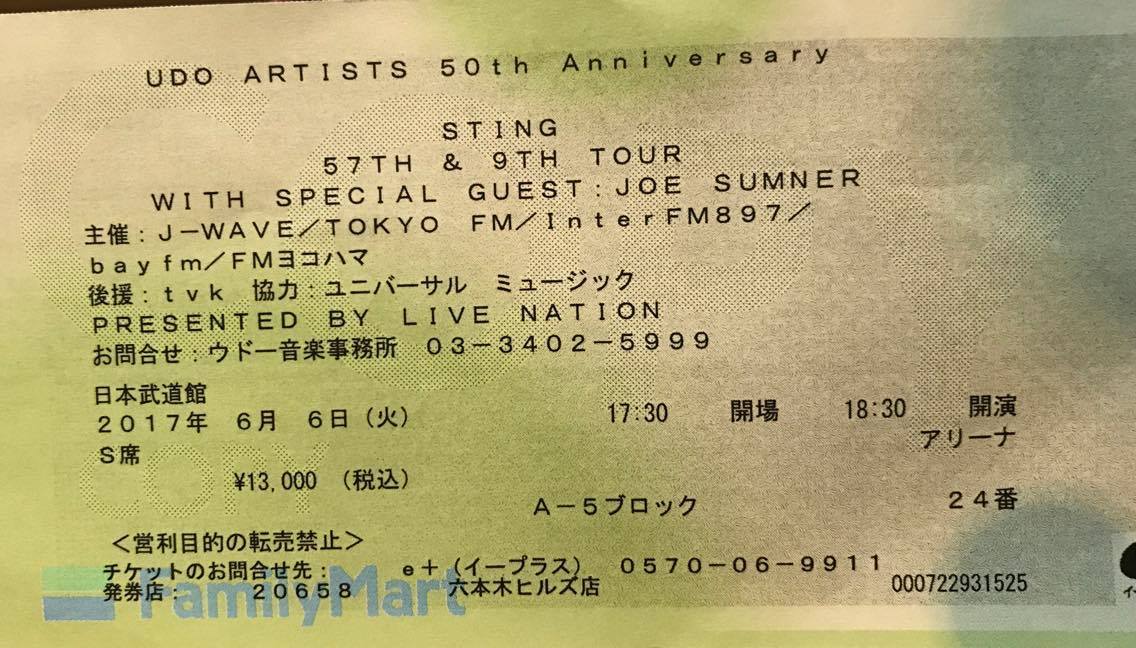 UDO ARTISTS 50th Anniversary
STING
57TH & 9TH TOUR
WITH SPECIAL GUEST:JOE SUMNER
主催:J-WAVE/TOKYO FM/InterFM897/
bayfm/FMヨコハマ
後援:tvk 協力:ユニバーサル ミュージック
PRESENTED BY LIVE NATION
お問合せ:ウドー音楽事務所 03-3402-5999
日本武道館
2017年 6月 6日(火) 17:30 開場 18:30 開演
S席 アリーナ
¥13,000 (税込)
A-5ブロック 24番
<営利目的の転売禁止>
チケットのお問合せ先: e+(イープラス) 0570-06-9911
発券店: 20658 六本木ヒルズ店 000722931525
FamilyMart
COPY